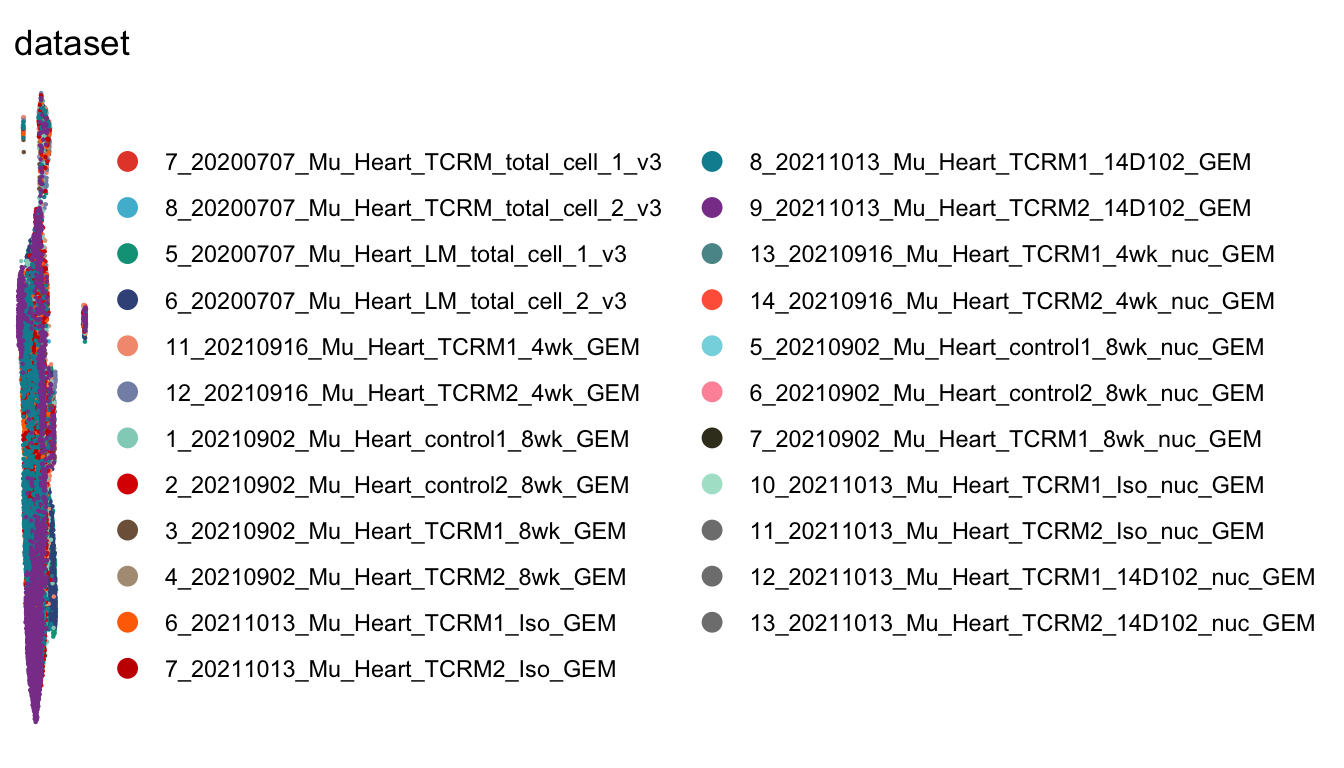 dataset
7_20200707_Mu_Heart_TCRM_total_cell_1_v3
8_20200707_Mu_Heart_TCRM_total_cell_2_v3
5_20200707_Mu_Heart_LM_total_cell_1_v3
6_20200707_Mu_Heart_LM_total_cell_2_v3
11_20210916_Mu_Heart_TCRM1_4wk_GEM
12_20210916_Mu_Heart_TCRM2_4wk_GEM
1_20210902_Mu_Heart_control1_8wk_GEM
2_20210902_Mu_Heart_control2_8wk_GEM
3_20210902_Mu_Heart_TCRM1_8wk_GEM
4_20210902_Mu_Heart_TCRM2_8wk_GEM
6_20211013_Mu_Heart_TCRM1_Iso_GEM
7_20211013_Mu_Heart_TCRM2_Iso_GEM
8_20211013_Mu_Heart_TCRM1_14D102_GEM
9_20211013_Mu_Heart_TCRM2_14D102_GEM
13_20210916_Mu_Heart_TCRM1_4wk_nuc_GEM
14_20210916_Mu_Heart_TCRM2_4wk_nuc_GEM
5_20210902_Mu_Heart_control1_8wk_nuc_GEM
6_20210902_Mu_Heart_control2_8wk_nuc_GEM
7_20210902_Mu_Heart_TCRM1_8wk_nuc_GEM
10_20211013_Mu_Heart_TCRM1_Iso_nuc_GEM
11_20211013_Mu_Heart_TCRM2_Iso_nuc_GEM
12_20211013_Mu_Heart_TCRM1_14D102_nuc_GEM
13_20211013_Mu_Heart_TCRM2_14D102_nuc_GEM